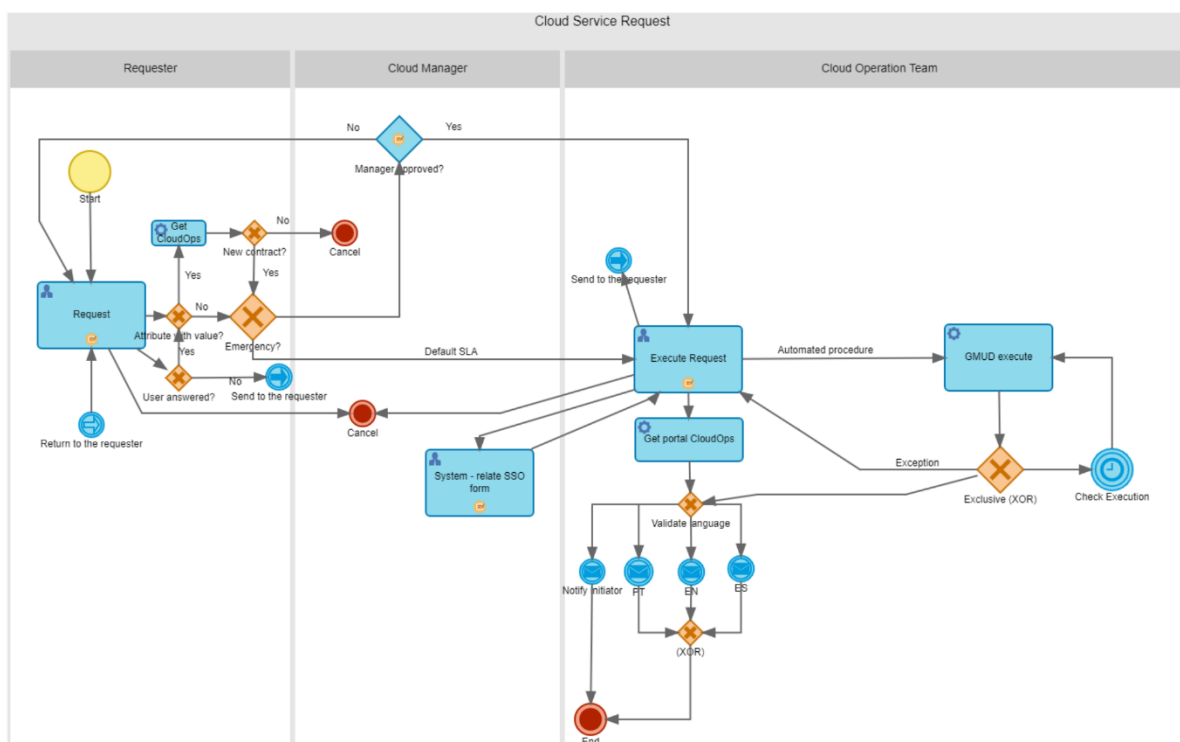 Cloud Service Request
Requester
Cloud Manager
Cloud Operation Team
No
Yes
Manager approved?
Start
Get
CloudOps
No
New contract?
Cancel
Yes
Yes
Send to the requester
Request
No
Attribute with value?
Emergency?
Yes
Default SLA
Execute Request
Automated procedure
GMUD execute
No
User answered?
Send to the requester
Return to the requester
Cancel
Get portal CloudOps
System - relate SSO
form
Exception
Exclusive (XOR)
Check Execution
Validate language
Notify initiator
PT
EN
ES
(XOR)
End